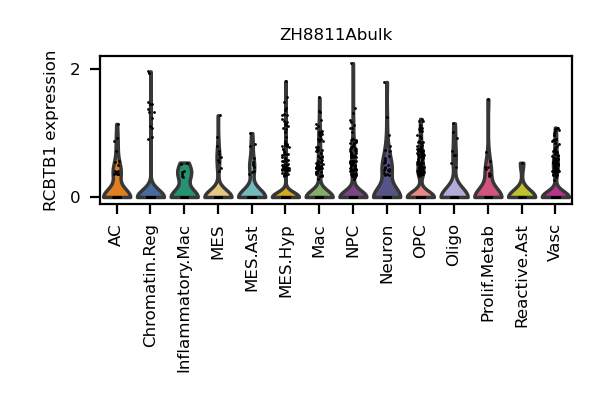 ZH8811Abulk
RCBTB1 expression
2
0
AC
Chromatin.Reg
Inflammatory.Mac
MES
MES.Ast
MES.Hyp
Mac
NPC
Neuron
OPC
Oligo
Prolif.Metab
Reactive.Ast
Vasc